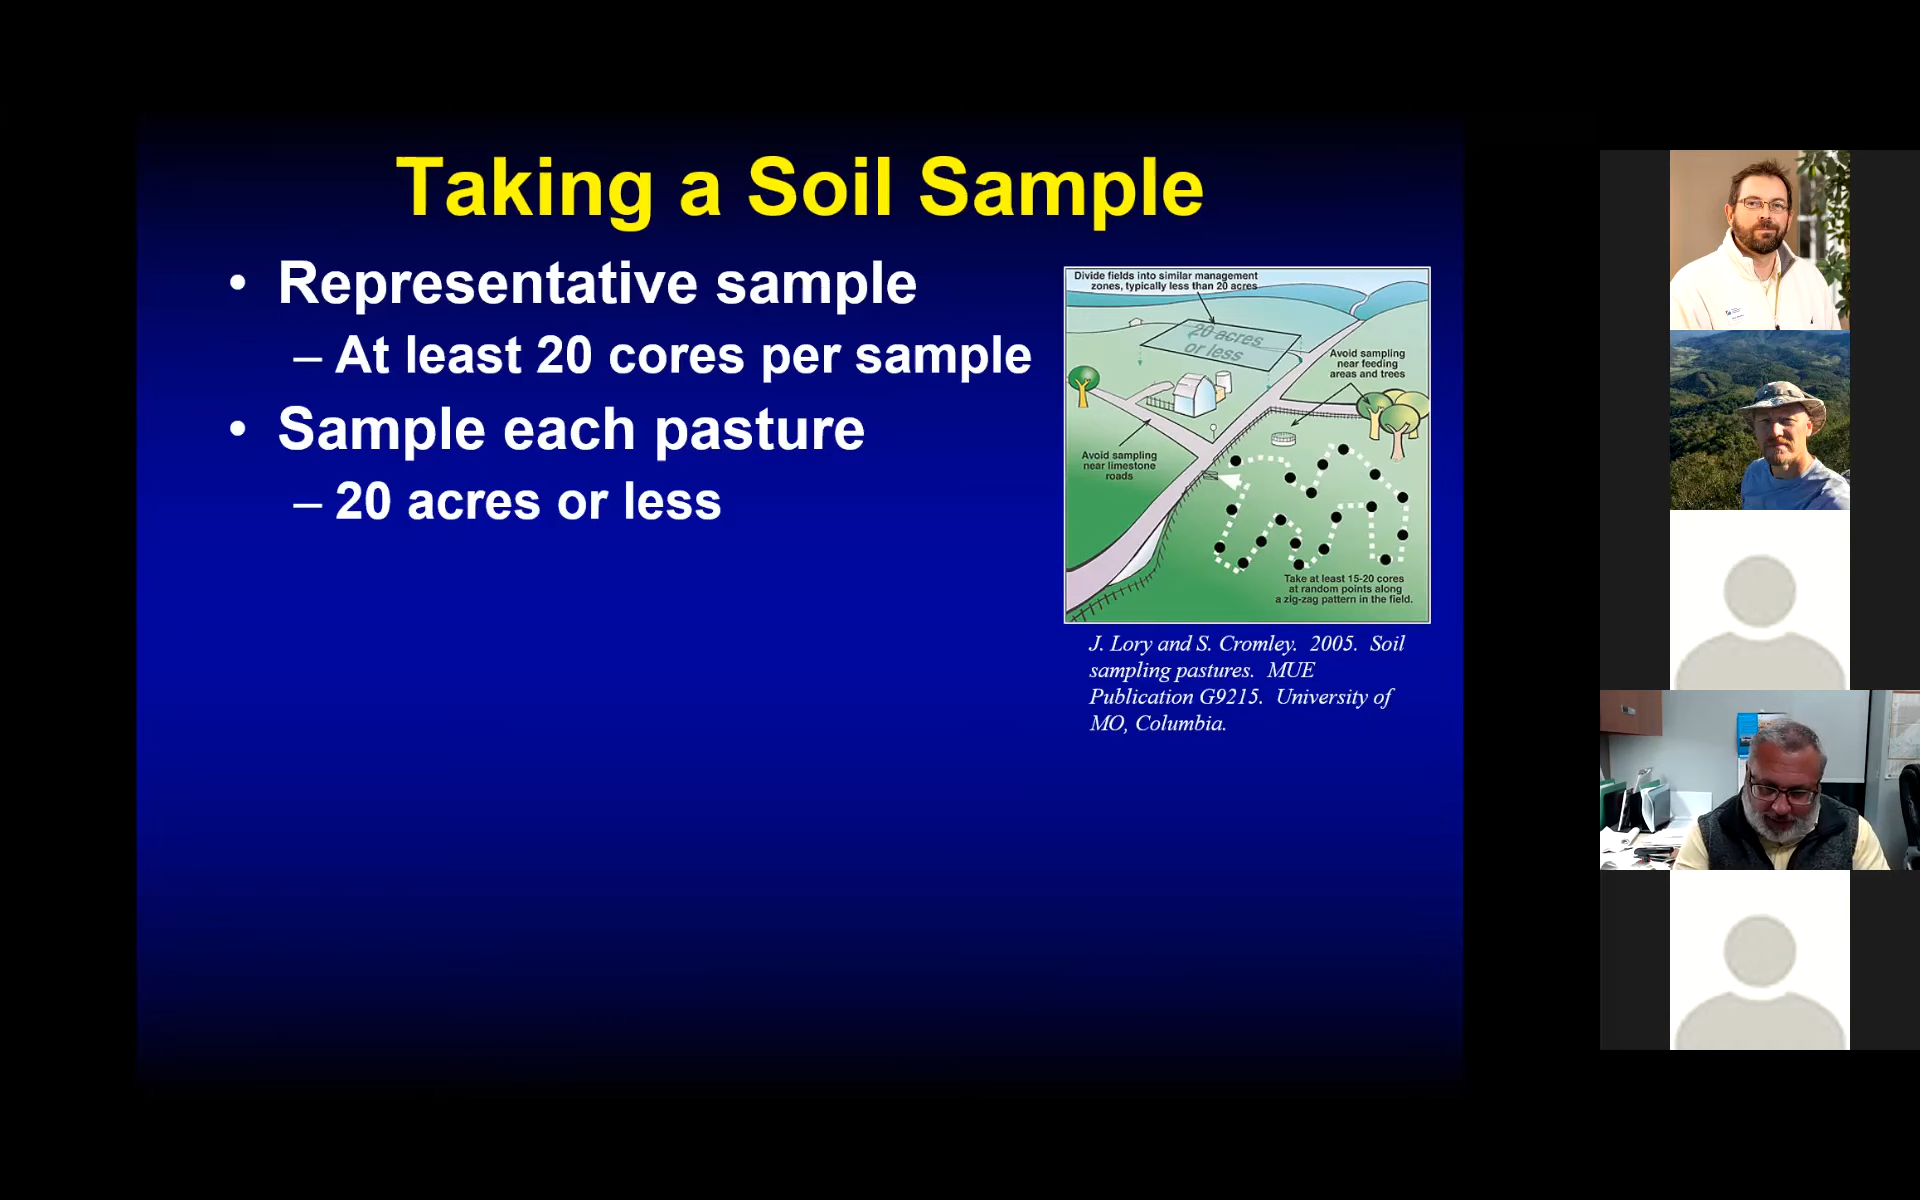 Taking a Soil Sample
• Representative sample
– At least 20 cores per sample
• Sample each pasture
– 20 acres or less
Divide fields into similar management
zones, typically less than 20 acres
20 acres
or less
Avoid sampling
near feeding
areas and trees
Avoid sampling
near limestone
roads
Take at least 15-20 cores
at random points along
a zig-zag pattern in the field.
J. Lory and S. Cromley. 2005. Soil
sampling pastures. MUE
Publication G9215. University of
MO, Columbia.